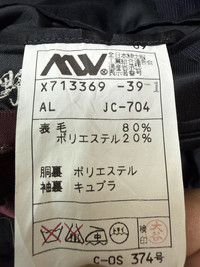 MW
X713369 -39-1
AL JC-704
表 毛 80%
ポリエステル20%
胴裏 ポリエステル
袖裏 キュプラ
C-OS 374号